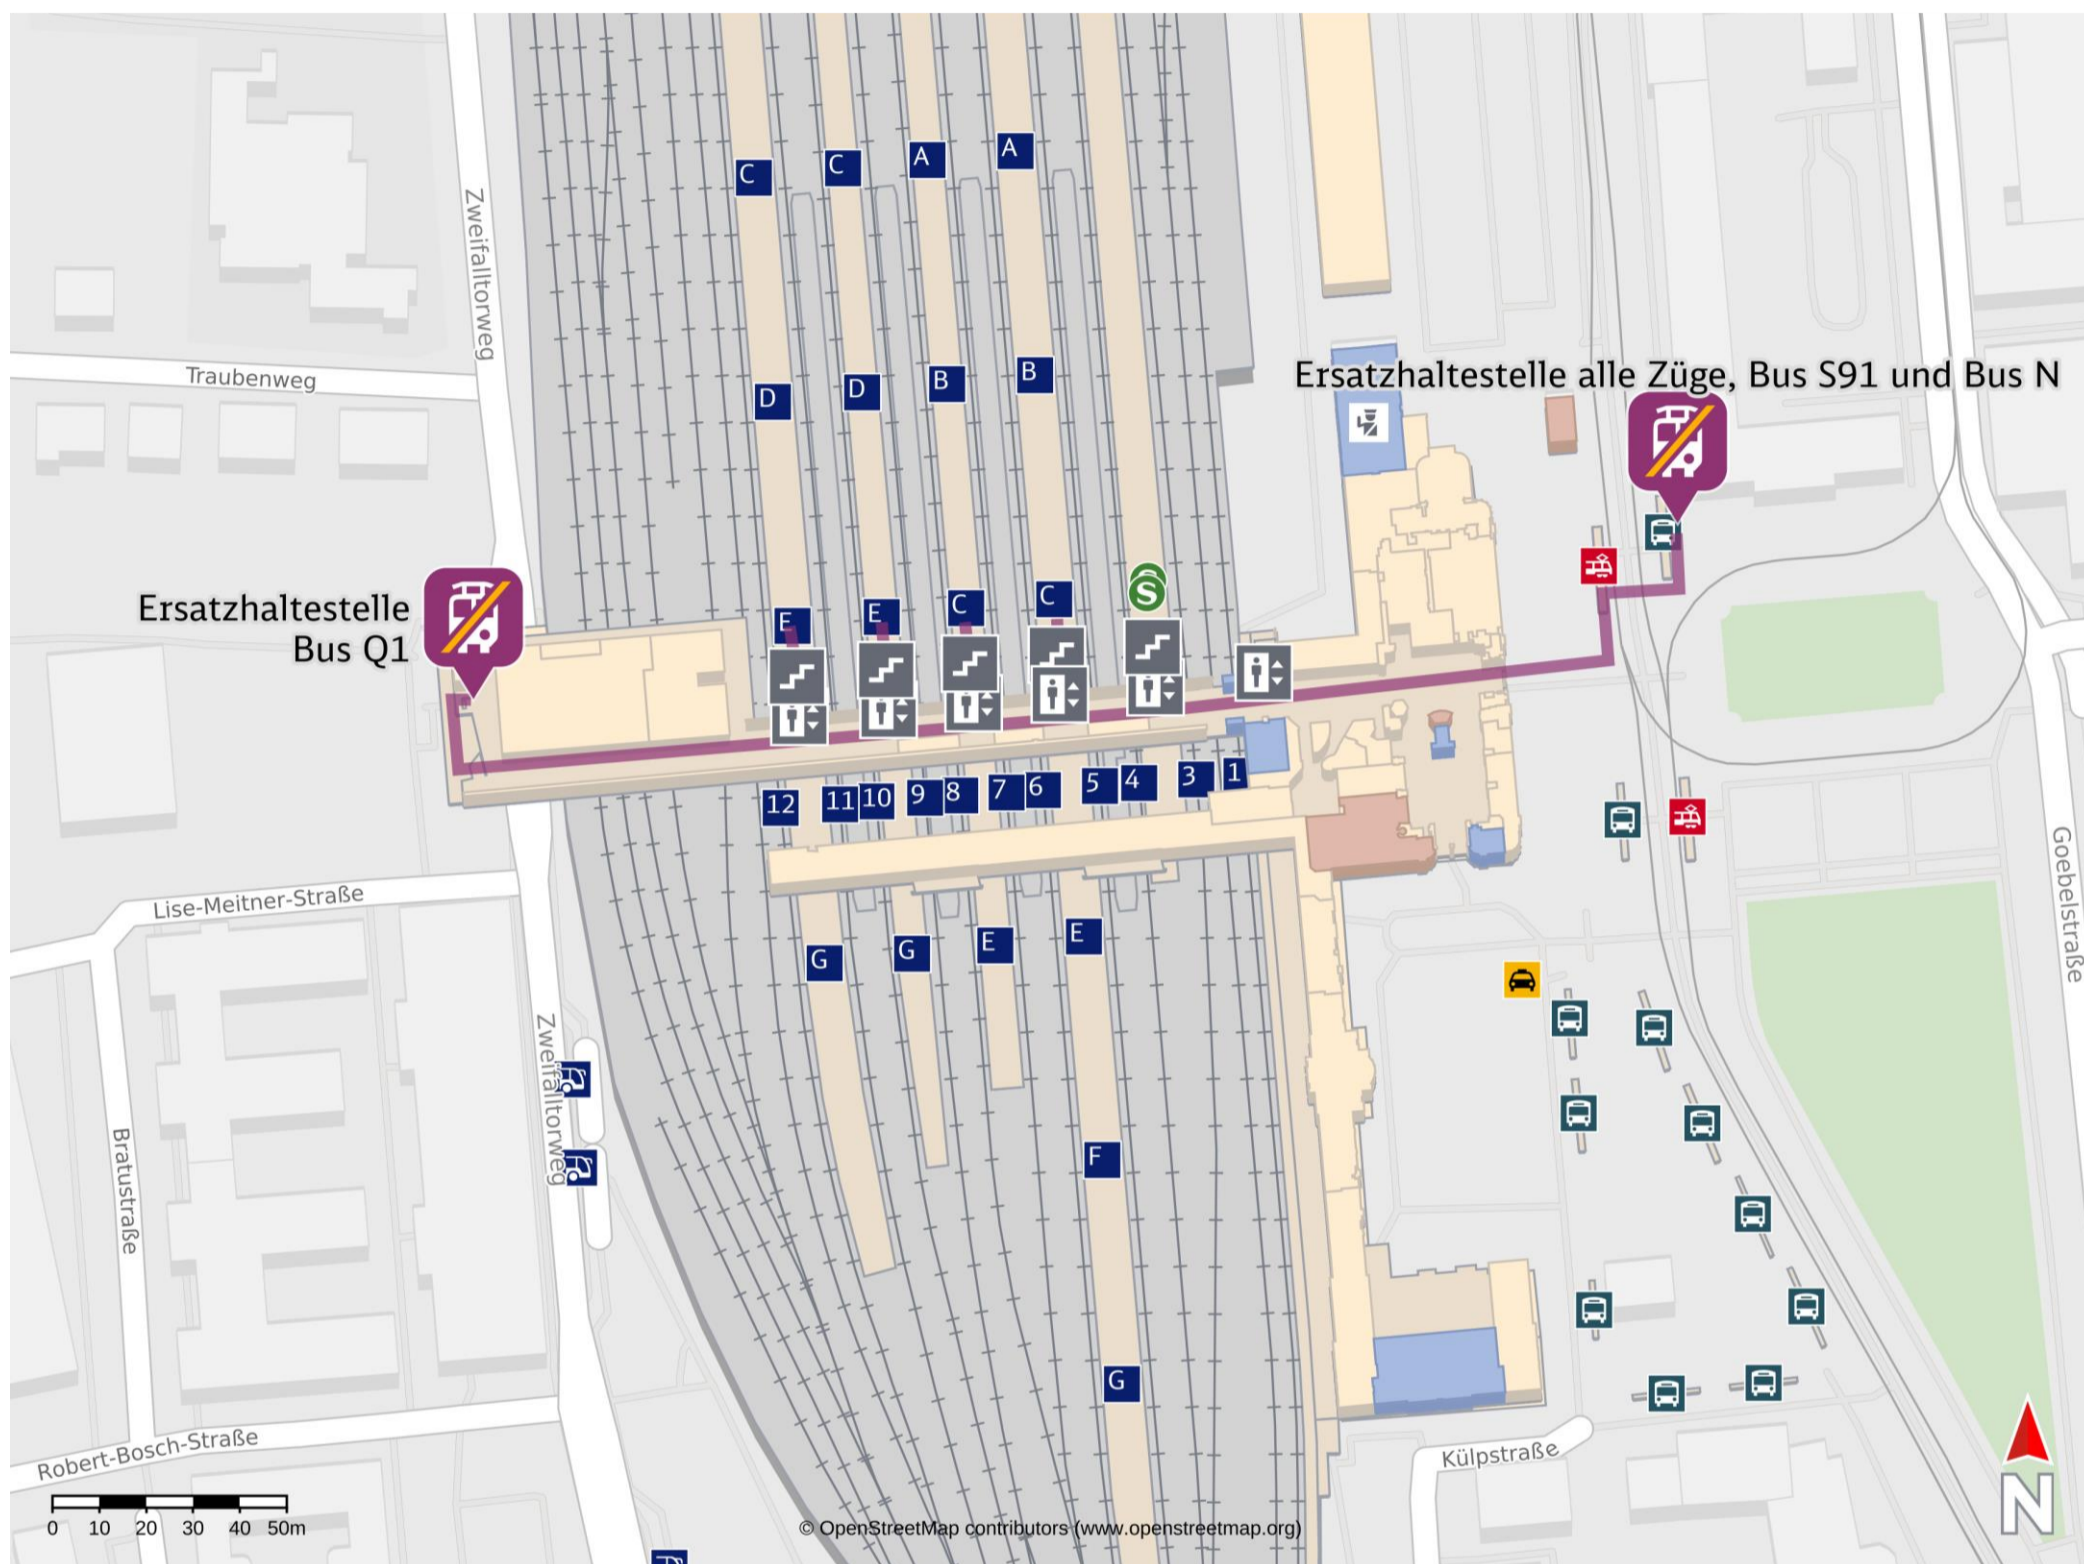 C
C
A
A
Zweifalltorweg
Traubenweg
D
D
B
B
Ersatzhaltestelle alle Züge, Bus S91 und Bus N
Ersatzhaltestelle
Bus Q1
E
E
C
C
S
12
11
10
9
8
7
6
5
4
3
1
Lise-Meitner-Straße
Goebelstraße
G
G
E
E
Zweifalltorweg
Bratustraße
F
G
Robert-Bosch-Straße
Külpstraße
0 10 20 30 40 50m
© OpenStreetMap contributors (www.openstreetmap.org)
N